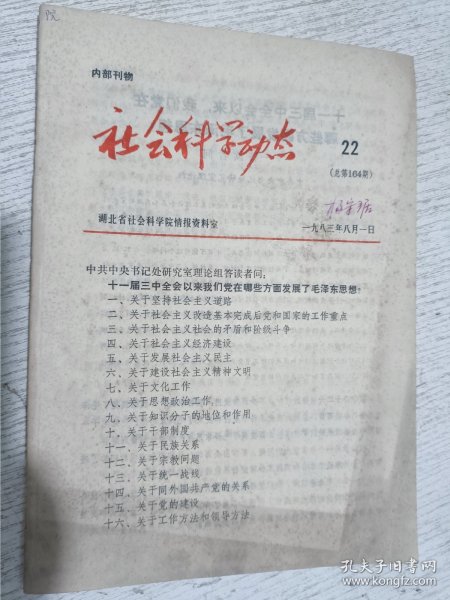 院
内部刊物
社会科学动态
22
(总第164期)
湖北省社会科学院情报资料室
一九八三年八月一日
中共中央书记处研究室理论组答读者问:
十一届三中全会以来我们党在哪些方面发展了毛泽东思想?
一、关于坚持社会主义道路
二、关于社会主义改造基本完成后党和国家的工作重点
三、关于社会主义社会的矛盾和阶级斗争
四、关于社会主义经济建设
五、关于发展社会主义民主
六、关于建设社会主义精神文明
七、关于文化工作
八、关于思想政治工作
九、关于知识分子的地位和作用
十、关于干部制度
十一、关于民族关系
十二、关于宗教问题
十三、关于统一战线
十四、关于同外国共产党的关系
十五、关于党的建设
十六、关于工作方法和领导方法
孔夫子旧书网
www.kongfz.com